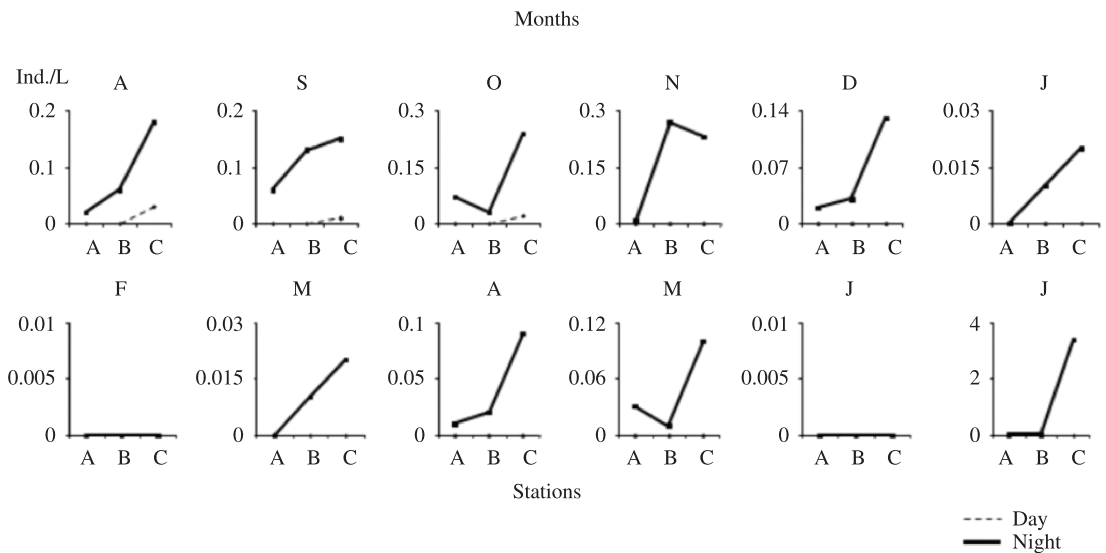 Months
Ind./L
A S O N D J
0.2 0.2 0.3 0.3 0.14 0.03
0.1 0.1 0.15 0.15 0.07 0.015
0 0 0 0 0 0
A B C A B C A B C A B C A B C A B C
F M A M J J
0.01 0.03 0.1 0.12 0.01 4
0.005 0.015 0.05 0.06 0.005 2
0 0 0 0 0 0
A B C A B C A B C A B C A B C A B C
Stations
Day
Night